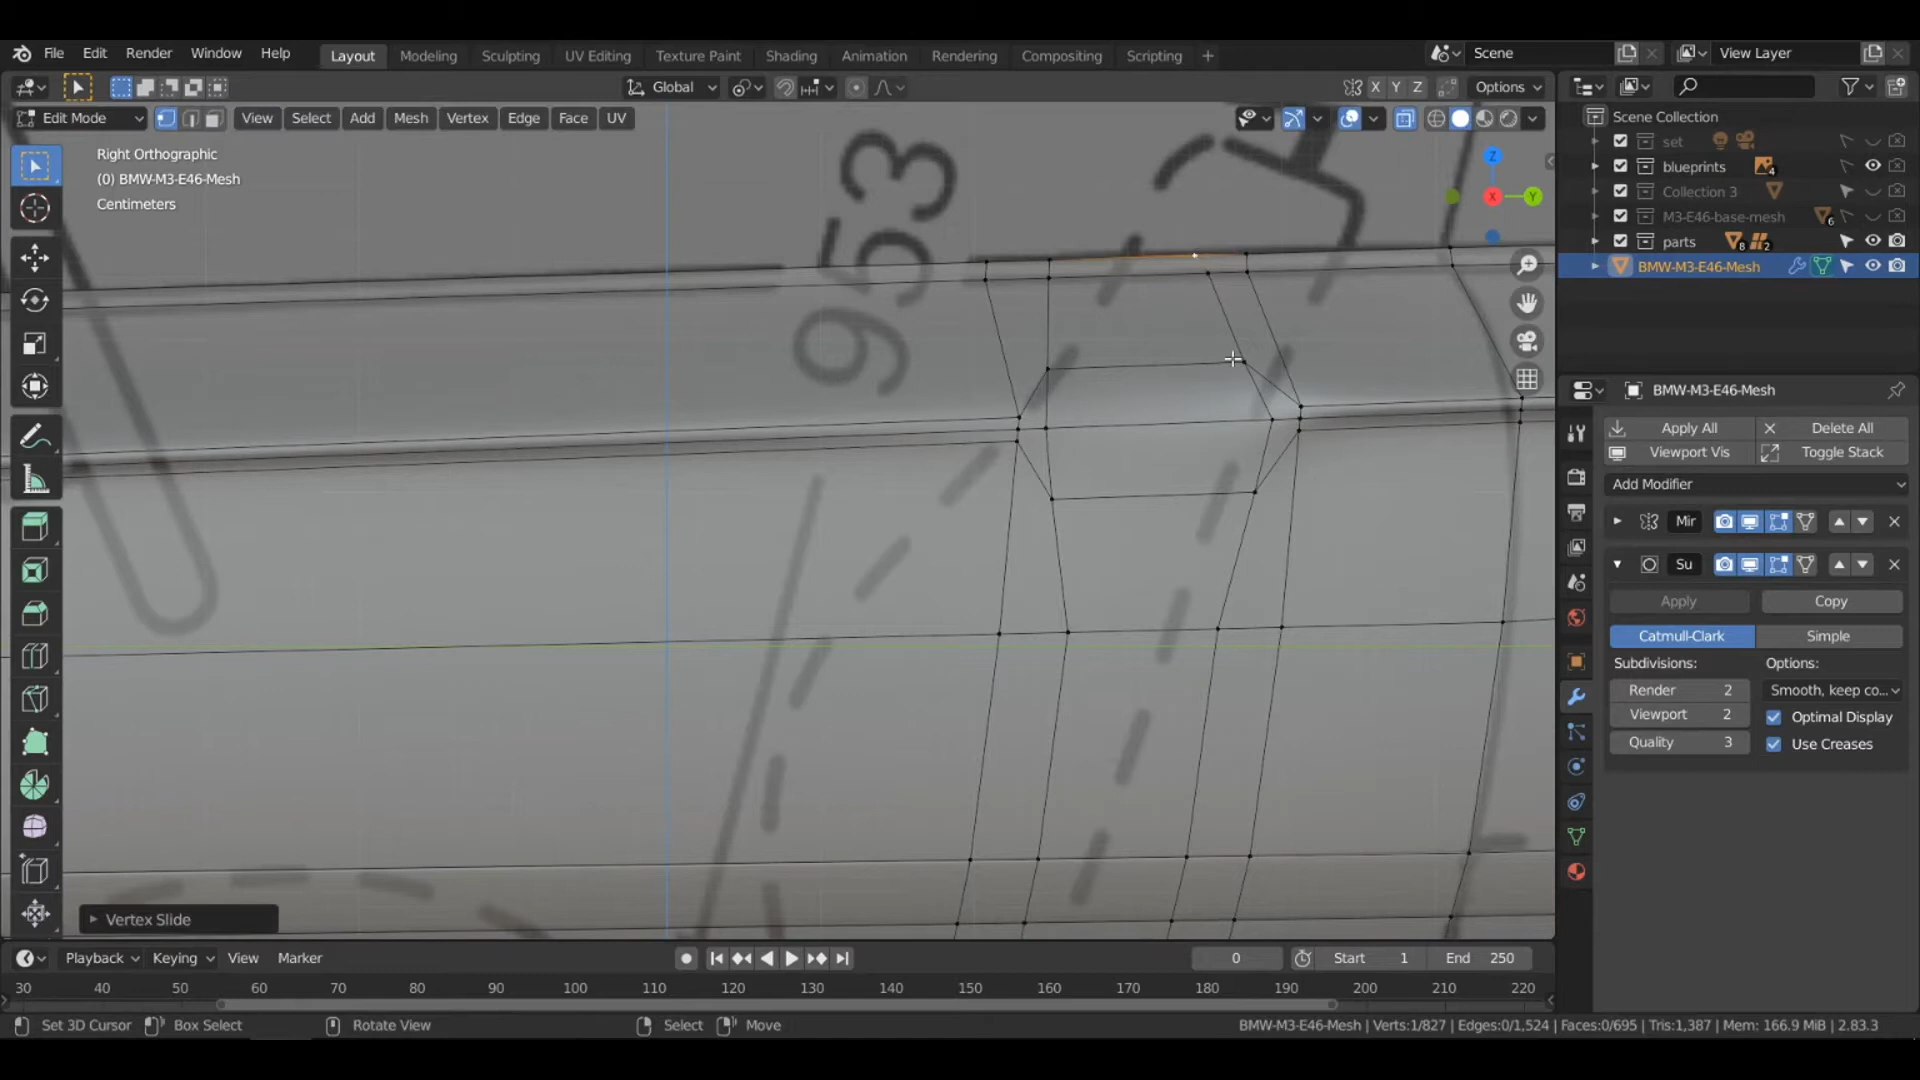 File Edit Render Window Help Layout Modeling Sculpting UV Editing Texture Paint Shading Animation Rendering Compositing Scripting + Scene View Layer
Global X Y Z Options
Edit Mode View Select Add Mesh Vertex Edge Face UV
Right Orthographic
(0) BMW-M3-E46-Mesh
Centimeters
953
Z
X Y
Scene Collection
set
blueprints 4
Collection 3
M3-E46-base-mesh 6
parts 8 2
BMW-M3-E46-Mesh
BMW-M3-E46-Mesh
Apply All Delete All
Viewport Vis Toggle Stack
Add Modifier
Mir
Su
Apply Copy
Catmull-Clark Simple
Subdivisions: Options:
Render 2 Smooth, keep co...
Viewport 2 Optimal Display
Quality 3 Use Creases
Vertex Slide
Playback Keying View Marker 0 Start 1 End 250
30 40 50 60 70 80 90 100 110 120 130 140 150 160 170 180 190 200 210 220
Set 3D Cursor Box Select Rotate View Select Move BMW-M3-E46-Mesh | Verts:1/827 | Edges:0/1,524 | Faces:0/695 | Tris:1,387 | Mem: 166.9 MiB | 2.83.3